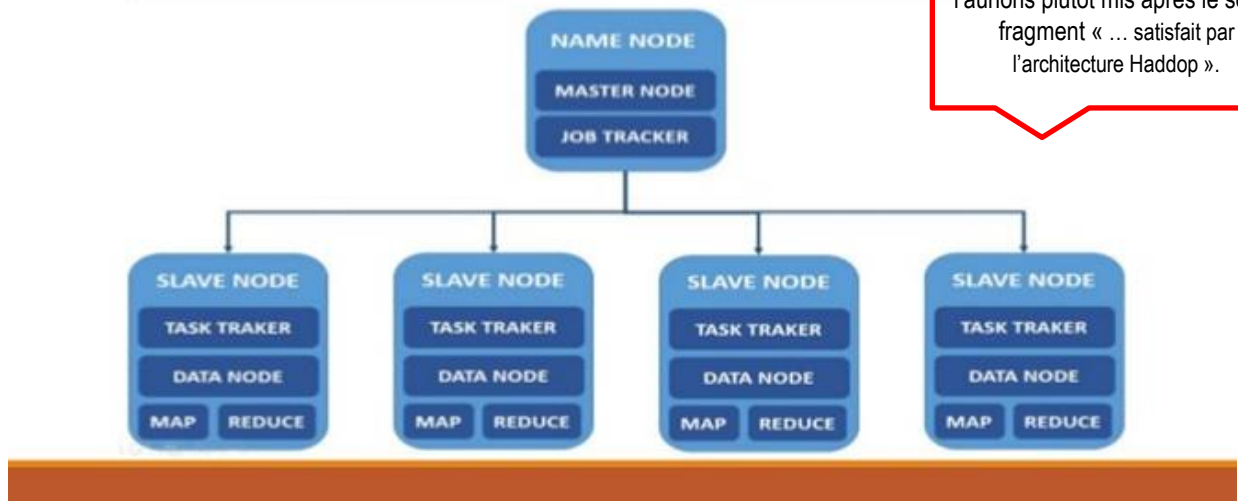 l'aurions plutôt mis après le
fragment « … satisfait par
l'architecture Haddop ».
NAME NODE
MASTER NODE
JOB TRACKER
SLAVE NODE
TASK TRAKER
DATA NODE
MAP REDUCE
SLAVE NODE
TASK TRAKER
DATA NODE
MAP REDUCE
SLAVE NODE
TASK TRAKER
DATA NODE
MAP REDUCE
SLAVE NODE
TASK TRAKER
DATA NODE
MAP REDUCE